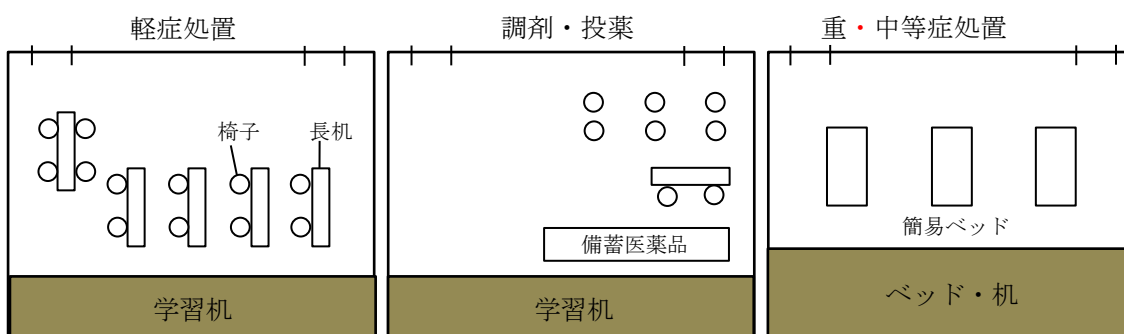 軽症処置
調剤・投薬
重・中等症処置
椅子
長机
備蓄医薬品
簡易ベッド
学習机
学習机
ベッド・机